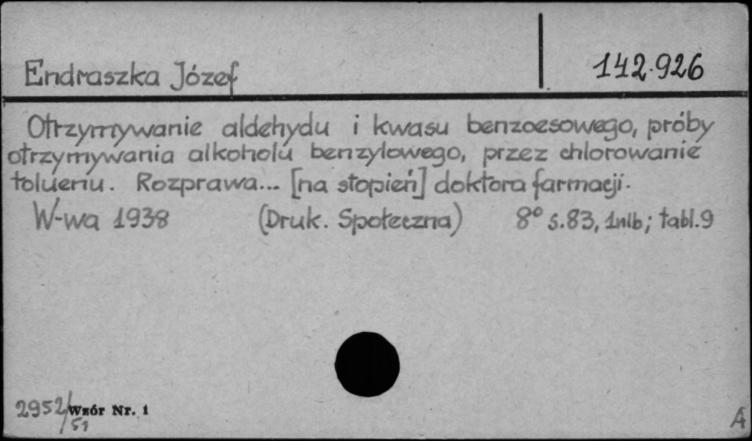 Endraszka Józef 142.926
Otrzymywanie aldehydu i kwasu benzoesowego, próby
otrzymywania alkoholu benzylowego, przez chlorowanie
toluenu. Rozprawa... [na stopień] doktora farmacji.
W-wa 1938 (Druk. Społeczna) 8° s.83, 1nlb; tabl.9
2952/51 Wzór Nr. 1 A